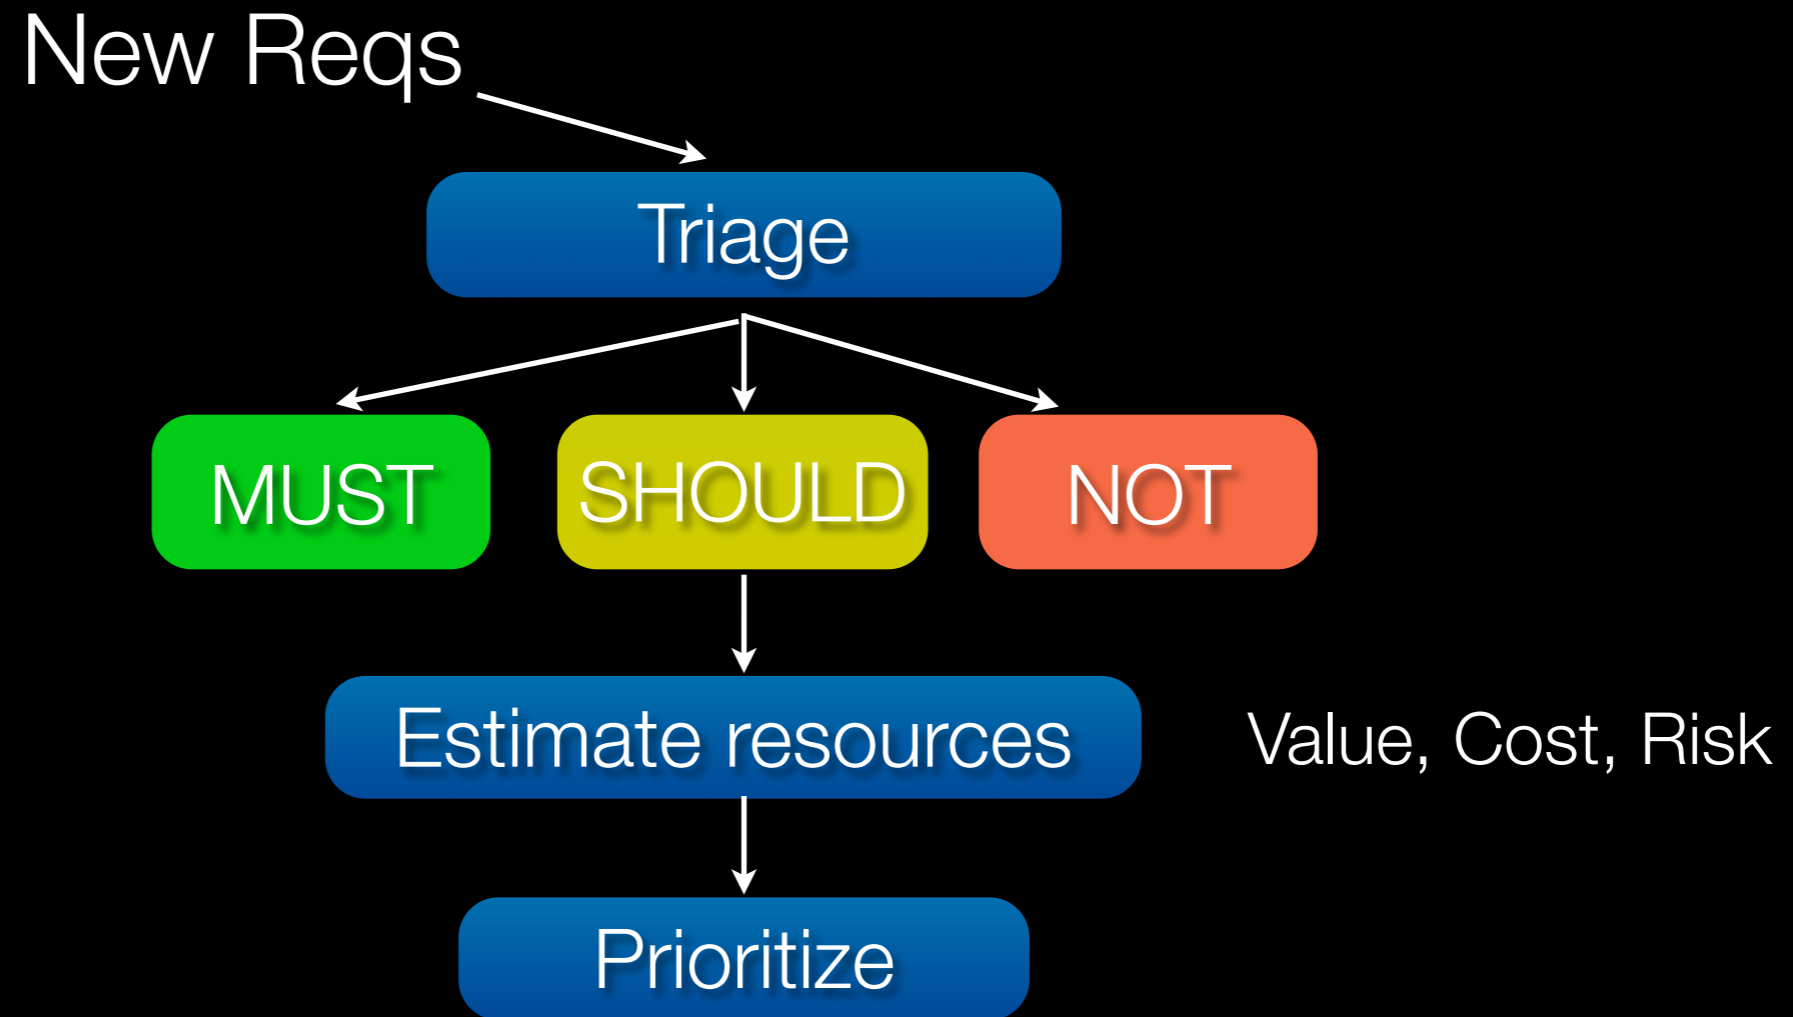 New Reqs
Triage
MUST
SHOULD
NOT
Estimate resources
Value, Cost, Risk
Prioritize